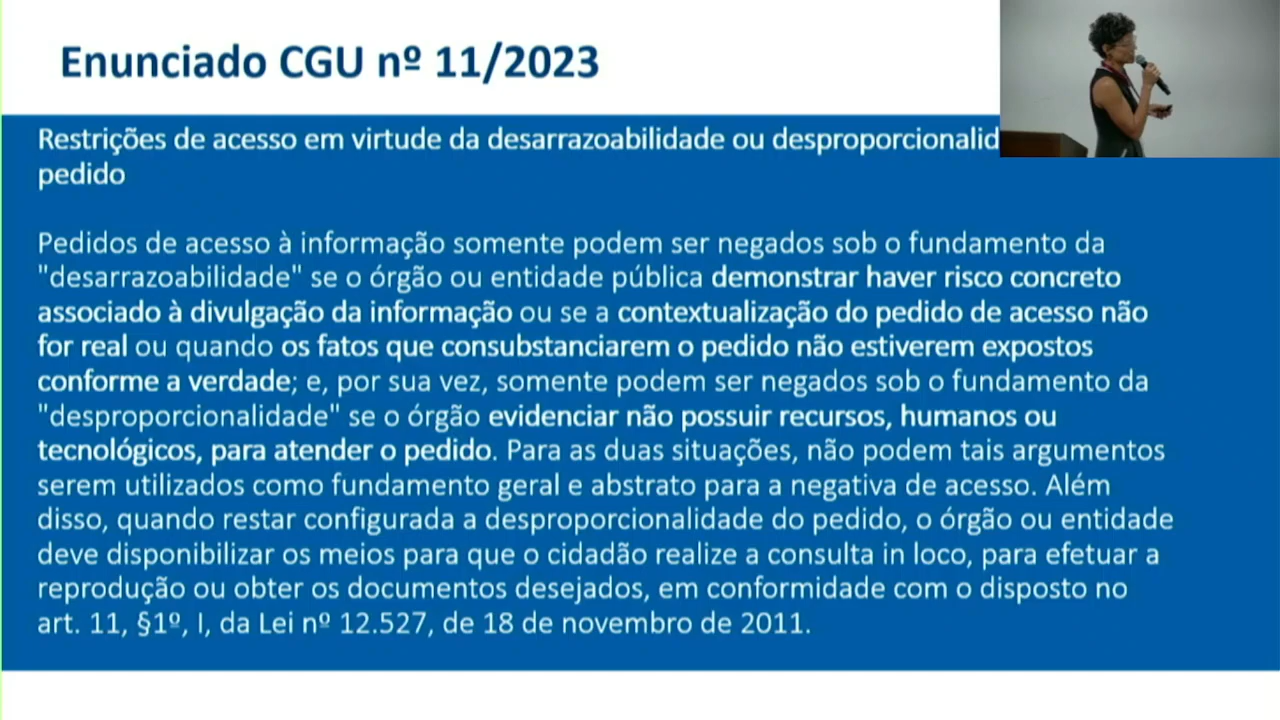 Enunciado CGU nº 11/2023
Restrições de acesso em virtude da desarrazoabilidade ou
pedido
Pedidos de acesso à informação somente podem ser negados sob o fundamento da
"desarrazoabilidade" se o órgão ou entidade pública demonstrar haver risco concreto
associado à divulgação da informação ou se a contextualização do pedido de acesso não
for real ou quando os fatos que consubstanciarem o pedido não estiverem expostos
conforme a verdade; e, por sua vez, somente podem ser negados sob o fundamento da
"desproporcionalidade" se o órgão evidenciar não possuir recursos, humanos ou
tecnológicos, para atender o pedido. Para as duas situações, não podem tais argumentos
serem utilizados como fundamento geral e abstrato para a negativa de acesso. Além
disso, quando restar configurada a desproporcionalidade do pedido, o órgão ou entidade
deve disponibilizar os meios para que o cidadão realize a consulta in loco, para efetuar a
reprodução ou obter os documentos desejados, em conformidade com o disposto no
art. 11, §1º, I, da Lei nº 12.527, de 18 de novembro de 2011.